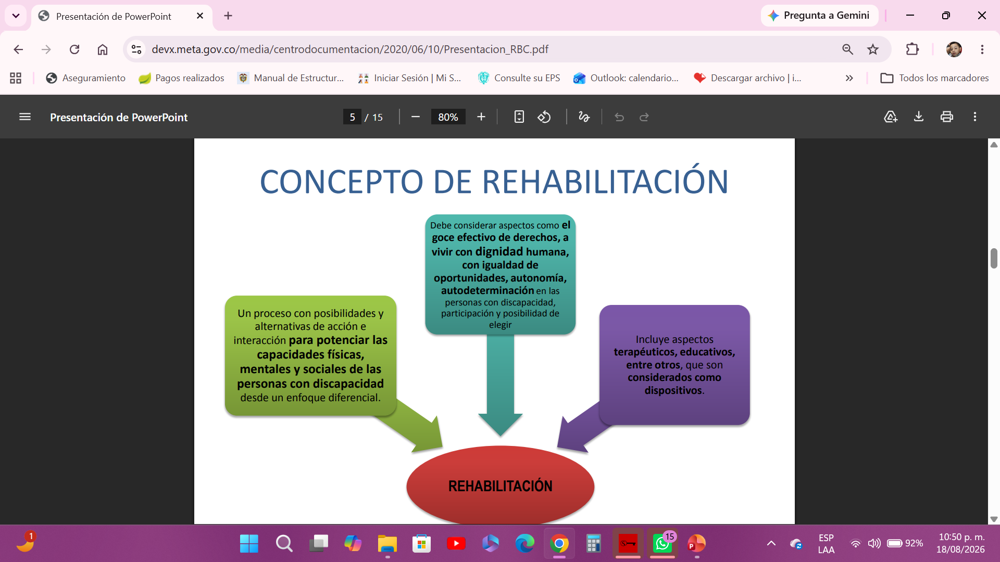 Presentación de PowerPoint
Pregunta a Gemini
devx.meta.gov.co/media/centrodocumentacion/2020/06/10/Presentacion_RBC.pdf
Aseguramiento
Pagos realizados
Manual de Estructur...
Iniciar Sesión | Mi S...
Consulte su EPS
Outlook: calendario...
Descargar archivo | i...
Todos los marcadores
Presentación de PowerPoint
5 / 15
80%
CONCEPTO DE REHABILITACIÓN
Un proceso con posibilidades y
alternativas de acción e
interacción para potenciar las
capacidades físicas,
mentales y sociales de las
personas con discapacidad
desde un enfoque diferencial.
Debe considerar aspectos como el
goce efectivo de derechos, a
vivir con dignidad humana,
con igualdad de
oportunidades, autonomía,
autodeterminación en las
personas con discapacidad,
participación y posibilidad de
elegir
Incluye aspectos
terapéuticos, educativos,
entre otros, que son
considerados como
dispositivos.
REHABILITACIÓN
1
15
ESP
LAA
92%
10:50 p. m.
18/08/2026